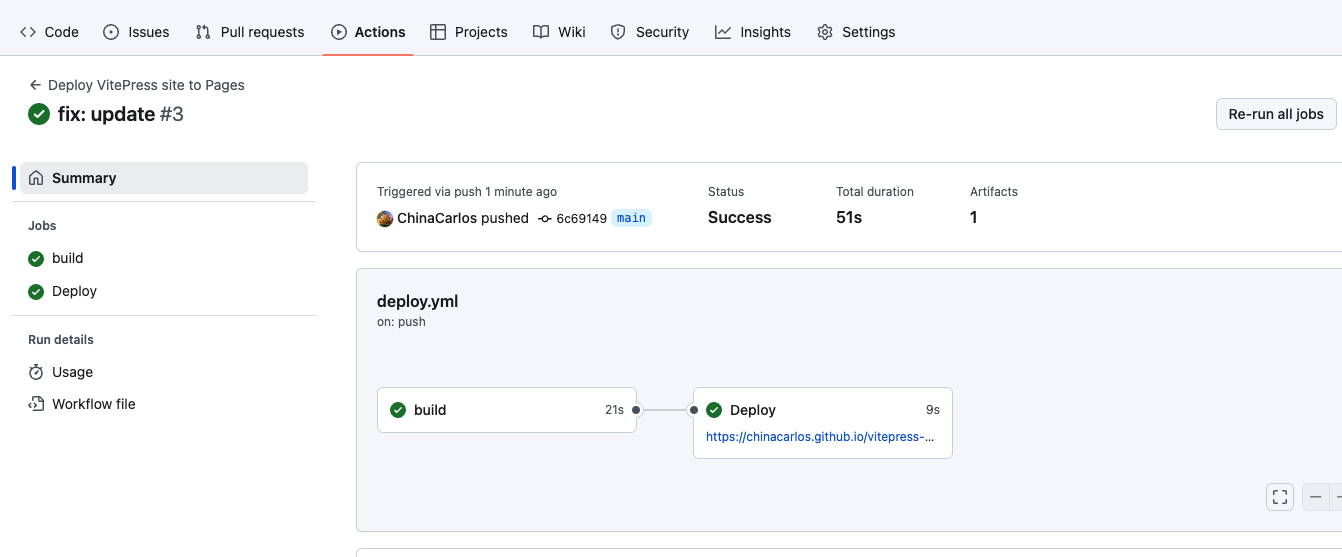 Code Issues Pull requests Actions Projects Wiki Security Insights Settings
Deploy VitePress site to Pages
fix: update #3
Re-run all jobs
Summary
Jobs
build
Deploy
Run details
Usage
Workflow file
Triggered via push 1 minute ago
ChinaCarlos pushed 6c69149 main
Status
Success
Total duration
51s
Artifacts
1
deploy.yml
on: push
build 21s
Deploy 9s
https://chinacarlos.github.io/vitepress-...